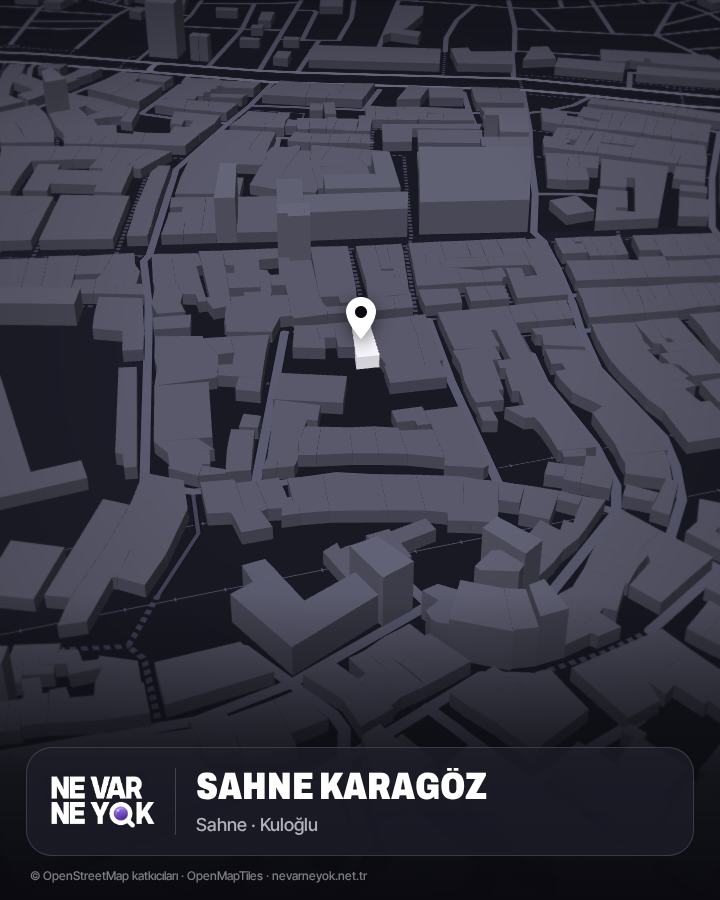 NE VAR
NE YOK
SAHNE KARAGÖZ
Sahne · Kuloğlu
© OpenStreetMap katkıcıları · OpenMapTiles · nevarneyok.net.tr